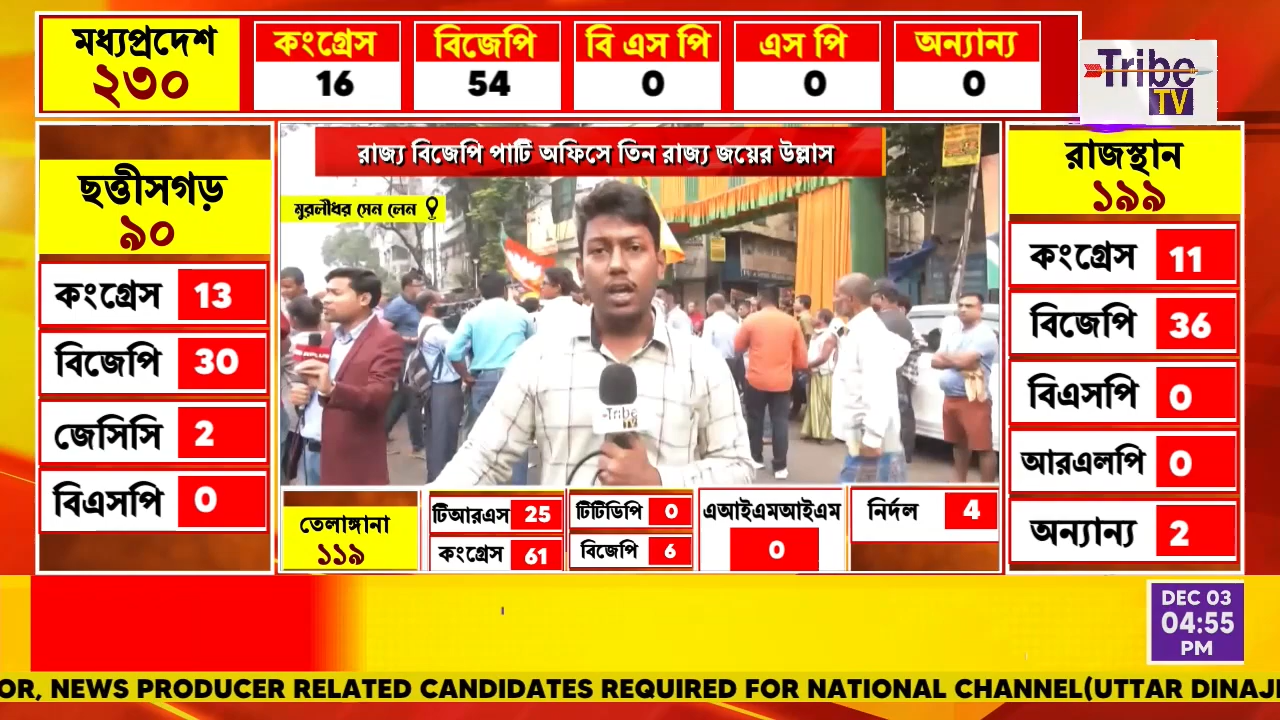 মধ্যপ্রদেশ
২৩০
কংগ্রেস
16
বিজেপি
54
বি এস পি
0
এস পি
0
অন্যান্য
0
Tribe
TV
ছত্তীসগড়
৯০
কংগ্রেস 13
বিজেপি 30
জেসিসি 2
বিএসপি 0
রাজ্য বিজেপি পার্টি অফিসে তিন রাজ্য জয়ের উল্লাস
মুরলীধর সেন লেন
Tribe
TV
রাজস্থান
১৯৯
কংগ্রেস 11
বিজেপি 36
বিএসপি 0
আরএলপি 0
অন্যান্য 2
তেলাঙ্গানা
১১৯
টিআরএস 25
কংগ্রেস 61
টিটিডিপি 0
বিজেপি 6
এআইএমআইএম
0
নির্দল 4
DEC 03
04:55
PM
OR, NEWS PRODUCER RELATED CANDIDATES REQUIRED FOR NATIONAL CHANNEL(UTTAR DINAJ